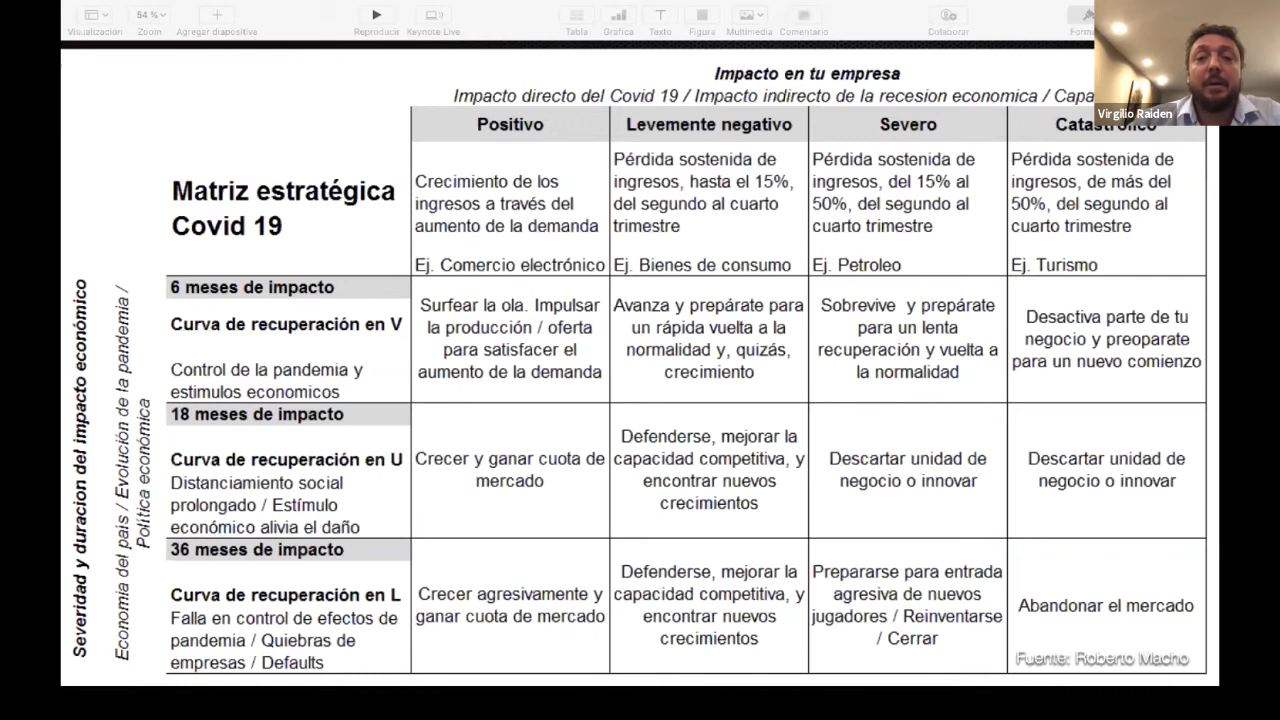 Visualización
54 %
Zoom
Agregar diapositiva
Reproducir
Keynote Live
Tabla
Gráfica
Texto
Figura
Multimedia
Comentario
Colaborar
Virgilio Raiden
Impacto en tu empresa
Impacto directo del Covid 19 / Impacto indirecto de la recesion economica /
Matriz estratégica
Covid 19
Positivo
Crecimiento de los
ingresos a través del
aumento de la demanda
Ej. Comercio electrónico
Levemente negativo
Pérdida sostenida de
ingresos, hasta el 15%,
del segundo al cuarto
trimestre
Ej. Bienes de consumo
Severo
Pérdida sostenida de
ingresos, del 15% al
50%, del segundo al
cuarto trimestre
Ej. Petroleo
Catastrófico
Pérdida sostenida de
ingresos, de más del
50%, del segundo al
cuarto trimestre
Ej. Turismo
Severidad y duracion del impacto económico
Economia del pais / Evolución de la pandemia /
Política económica
6 meses de impacto
Curva de recuperación en V
Control de la pandemia y
estimulos economicos
Surfear la ola. Impulsar
la producción / oferta
para satisfacer el
aumento de la demanda
Avanza y prepárate para
un rápida vuelta a la
normalidad y, quizás,
crecimiento
Sobrevive y prepárate
para un lenta
recuperación y vuelta a
la normalidad
Desactiva parte de tu
negocio y preoparate
para un nuevo comienzo
18 meses de impacto
Curva de recuperación en U
Distanciamiento social
prolongado / Estímulo
económico alivia el daño
Crecer y ganar cuota de
mercado
Defenderse, mejorar la
capacidad competitiva, y
encontrar nuevos
crecimientos
Descartar unidad de
negocio o innovar
Descartar unidad de
negocio o innovar
36 meses de impacto
Curva de recuperación en L
Falla en control de efectos de
pandemia / Quiebras de
empresas / Defaults
Crecer agresivamente y
ganar cuota de mercado
Defenderse, mejorar la
capacidad competitiva, y
encontrar nuevos
crecimientos
Prepararse para entrada
agresiva de nuevos
jugadores / Reinventarse
/ Cerrar
Abandonar el mercado
Fuente: Roberto Macho